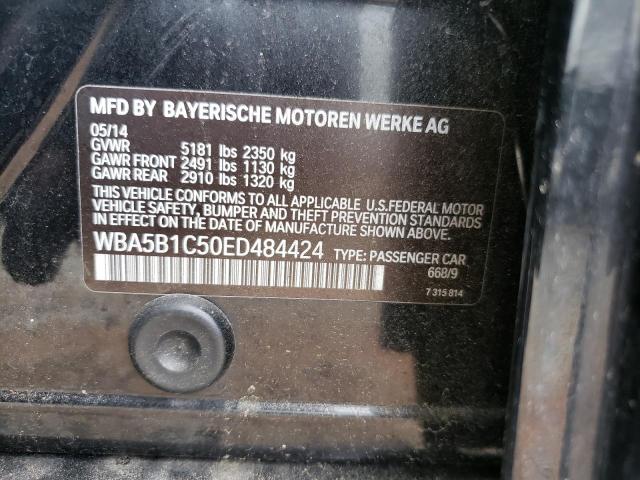 MFD BY BAYERISCHE MOTOREN WERKE AG
05/14
GVWR 5181 lbs 2350 kg
GAWR FRONT 2491 lbs 1130 kg
GAWR REAR 2910 lbs 1320 kg
THIS VEHICLE CONFORMS TO ALL APPLICABLE U.S.FEDERAL MOTOR
VEHICLE SAFETY, BUMPER AND THEFT PREVENTION STANDARDS
IN EFFECT ON THE DATE OF MANUFACTURE SHOWN ABOVE.
WBA5B1C50ED484424 TYPE: PASSENGER CAR
668/9
7 315 814